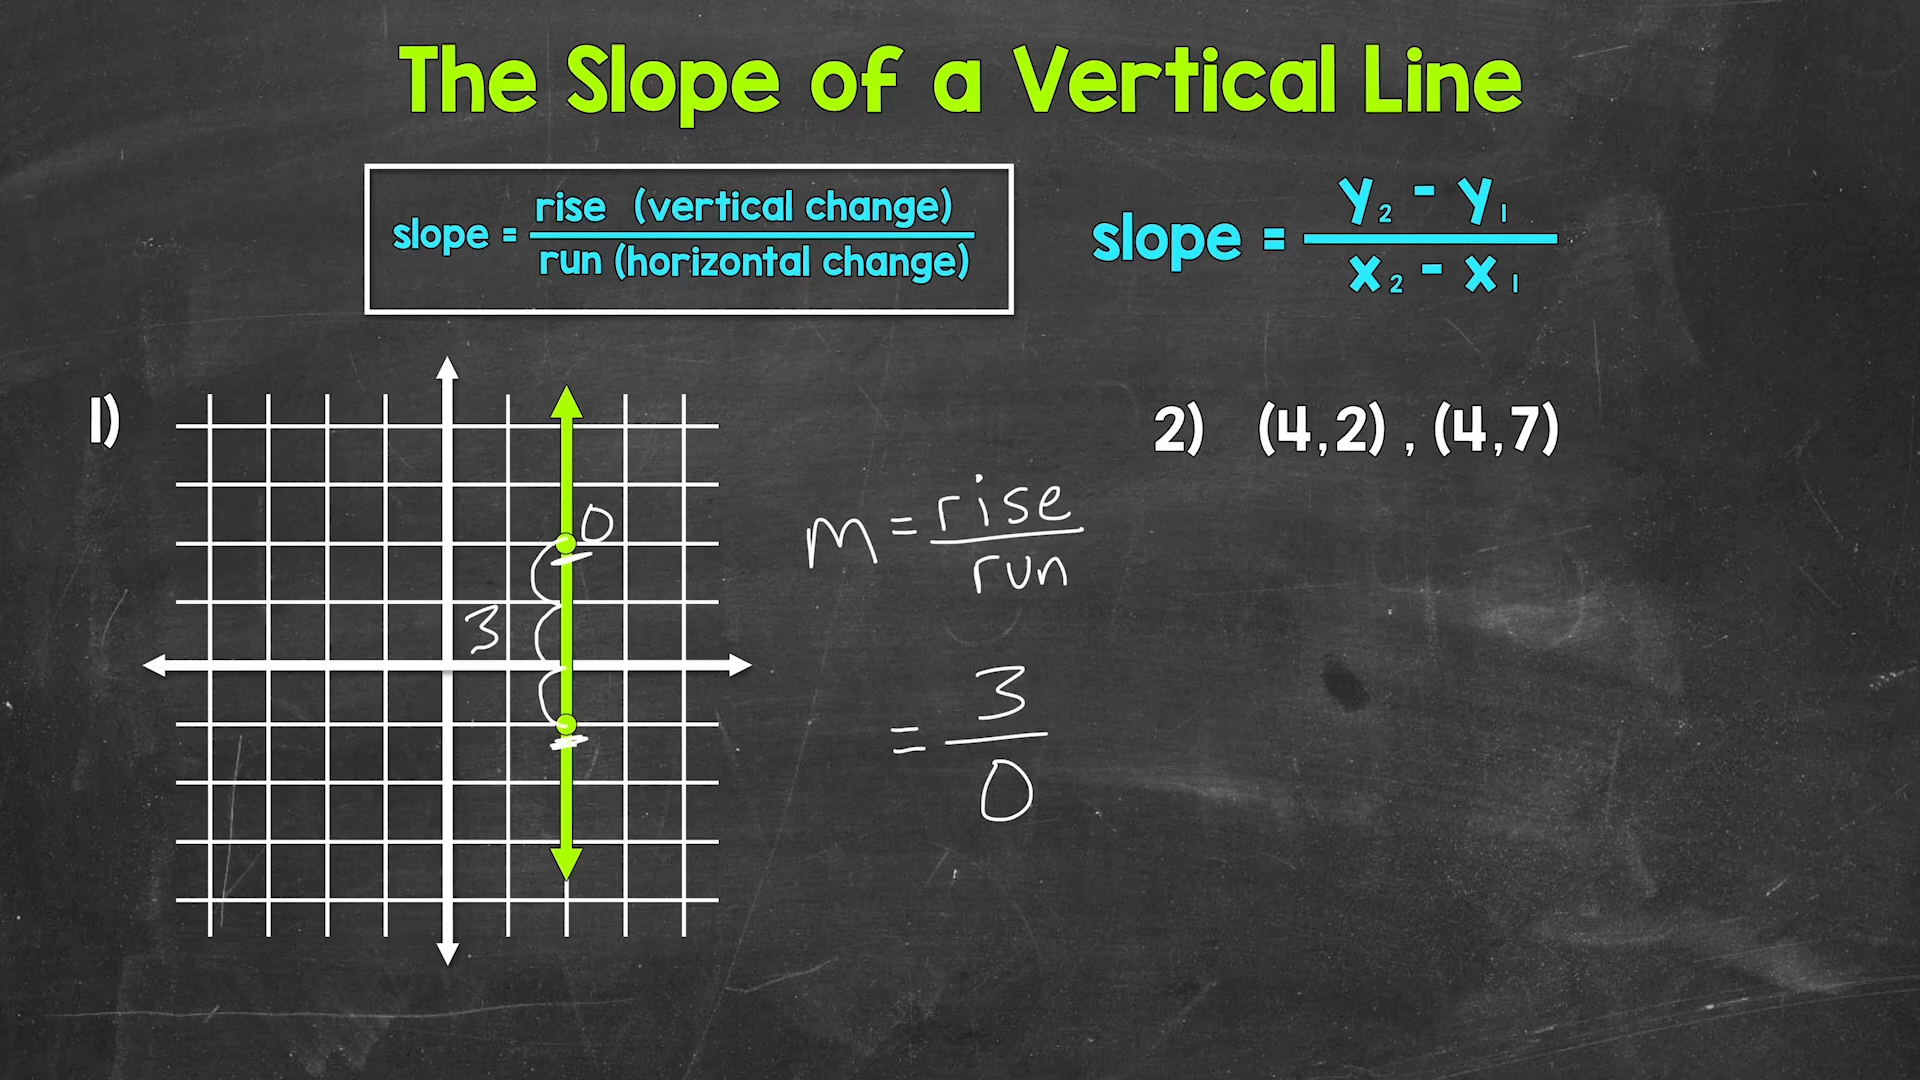 The Slope of a Vertical Line
slope = rise (vertical change)
run (horizontal change)
slope = y₂ - y₁
x₂ - x₁
1)
2) (4,2) , (4,7)
0
3
m = rise
run
= 3
0